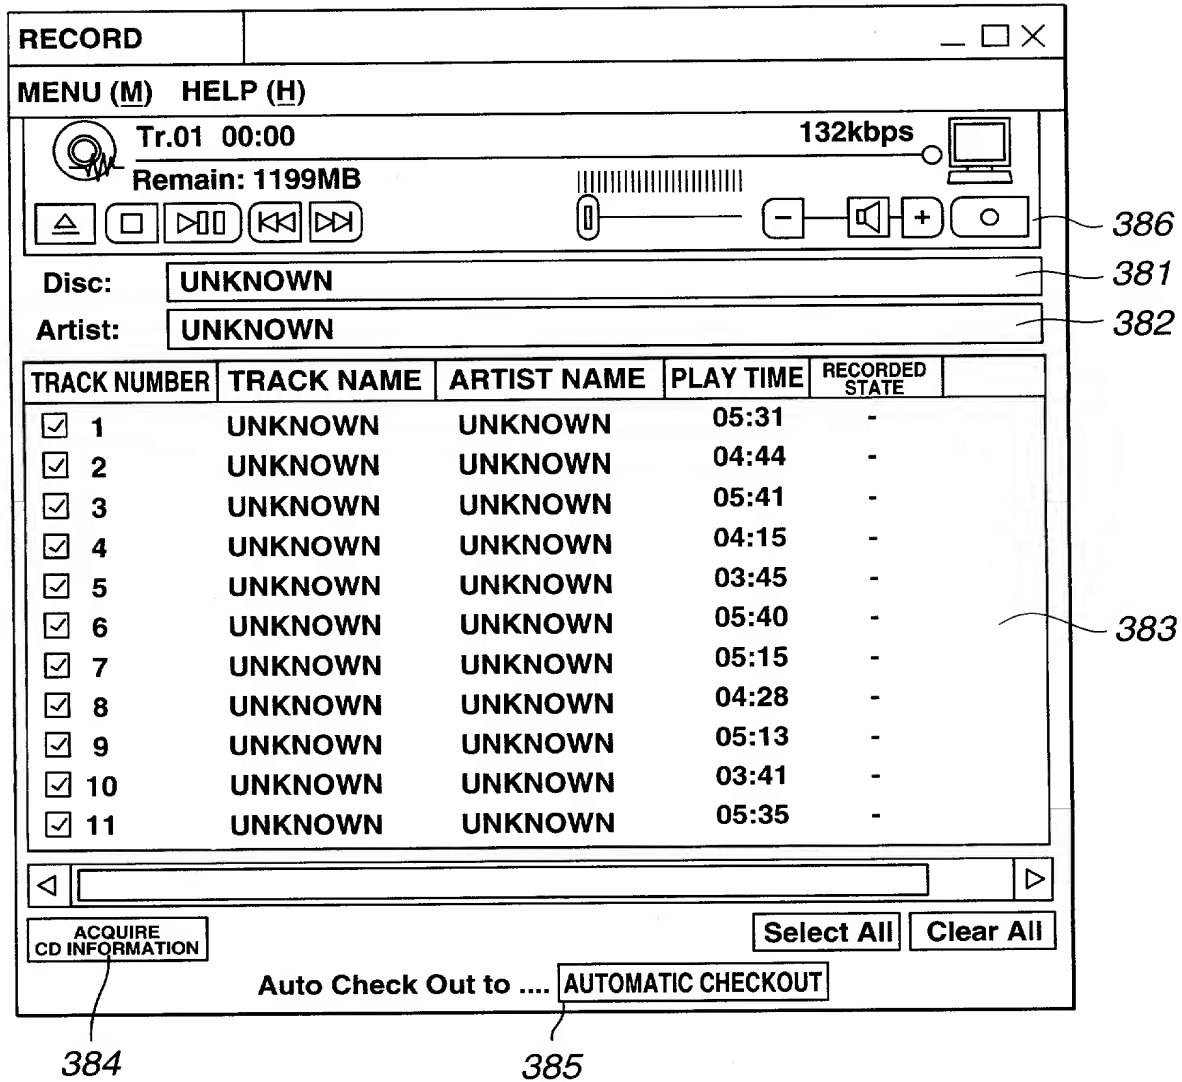 RECORD
MENU (M) HELP (H)
Tr.01 00:00 132kbps
Remain: 1199MB
386
Disc: UNKNOWN 381
Artist: UNKNOWN 382
TRACK NUMBER TRACK NAME ARTIST NAME PLAY TIME RECORDED STATE
1 UNKNOWN UNKNOWN 05:31 -
2 UNKNOWN UNKNOWN 04:44 -
3 UNKNOWN UNKNOWN 05:41 -
4 UNKNOWN UNKNOWN 04:15 -
5 UNKNOWN UNKNOWN 03:45 -
6 UNKNOWN UNKNOWN 05:40 -
383
7 UNKNOWN UNKNOWN 05:15 -
8 UNKNOWN UNKNOWN 04:28 -
9 UNKNOWN UNKNOWN 05:13 -
10 UNKNOWN UNKNOWN 03:41 -
11 UNKNOWN UNKNOWN 05:35 -
ACQUIRE
CD INFORMATION
Select All Clear All
Auto Check Out to .... AUTOMATIC CHECKOUT
384 385